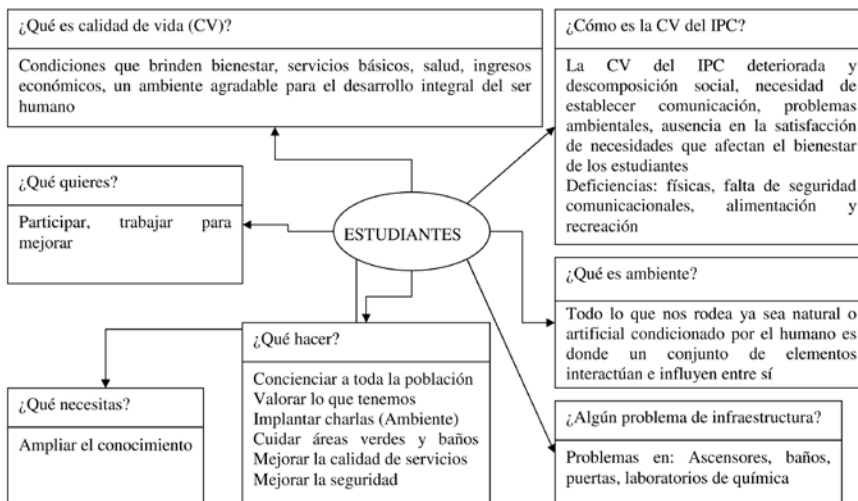 ¿Qué es calidad de vida (CV)?
Condiciones que brinden bienestar, servicios básicos, salud, ingresos
económicos, un ambiente agradable para el desarrollo integral del ser
humano
¿Cómo es la CV del IPC?
La CV del IPC deteriorada y
descomposición social, necesidad de
establecer comunicación, problemas
ambientales, ausencia en la satisfacción
de necesidades que afectan el bienestar
de los estudiantes
Deficiencias: físicas, falta de seguridad
comunicacionales, alimentación y
recreación
¿Qué quieres?
Participar, trabajar para
mejorar
ESTUDIANTES
¿Qué es ambiente?
Todo lo que nos rodea ya sea natural o
artificial condicionado por el humano es
donde un conjunto de elementos
interactúan e influyen entre sí
¿Qué hacer?
Concienciar a toda la población
Valorar lo que tenemos
Implantar charlas (Ambiente)
Cuidar áreas verdes y baños
Mejorar la calidad de servicios
Mejorar la seguridad
¿Qué necesitas?
Ampliar el conocimiento
¿Algún problema de infraestructura?
Problemas en: Ascensores, baños,
puertas, laboratorios de química